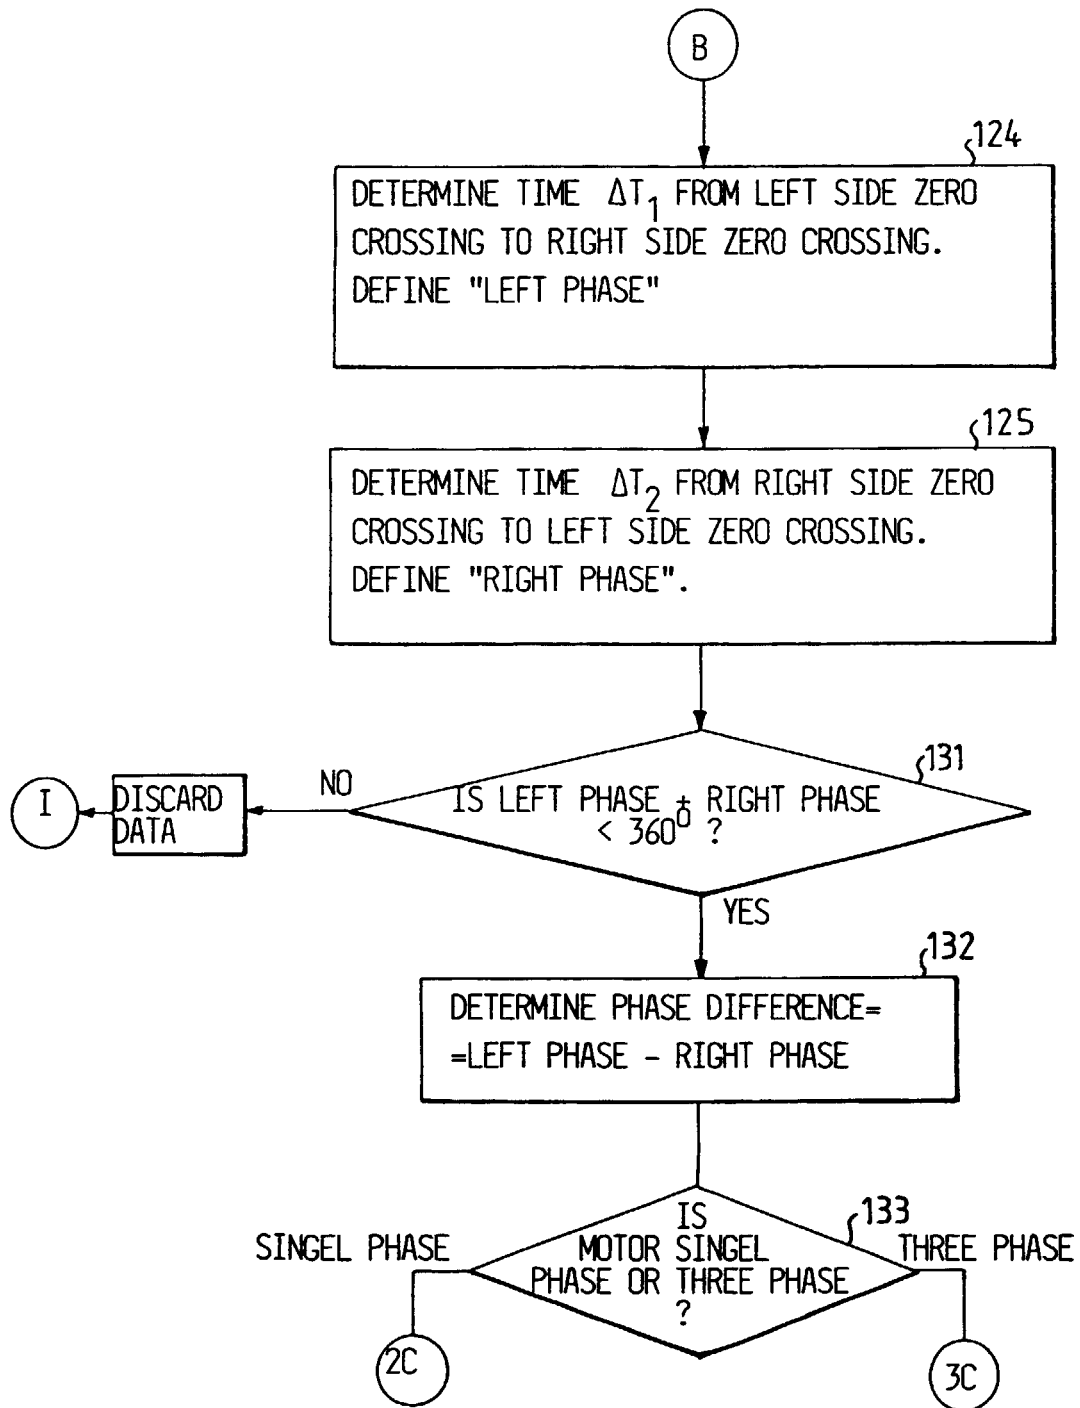 B
124
DETERMINE TIME ΔT1 FROM LEFT SIDE ZERO
CROSSING TO RIGHT SIDE ZERO CROSSING.
DEFINE "LEFT PHASE"
125
DETERMINE TIME ΔT2 FROM RIGHT SIDE ZERO
CROSSING TO LEFT SIDE ZERO CROSSING.
DEFINE "RIGHT PHASE".
131
NO
I
DISCARD
DATA
IS LEFT PHASE + RIGHT PHASE
< 360° ?
YES
132
DETERMINE PHASE DIFFERENCE=
=LEFT PHASE - RIGHT PHASE
133
SINGEL PHASE
IS
MOTOR SINGEL
PHASE OR THREE PHASE
?
THREE PHASE
2C
3C